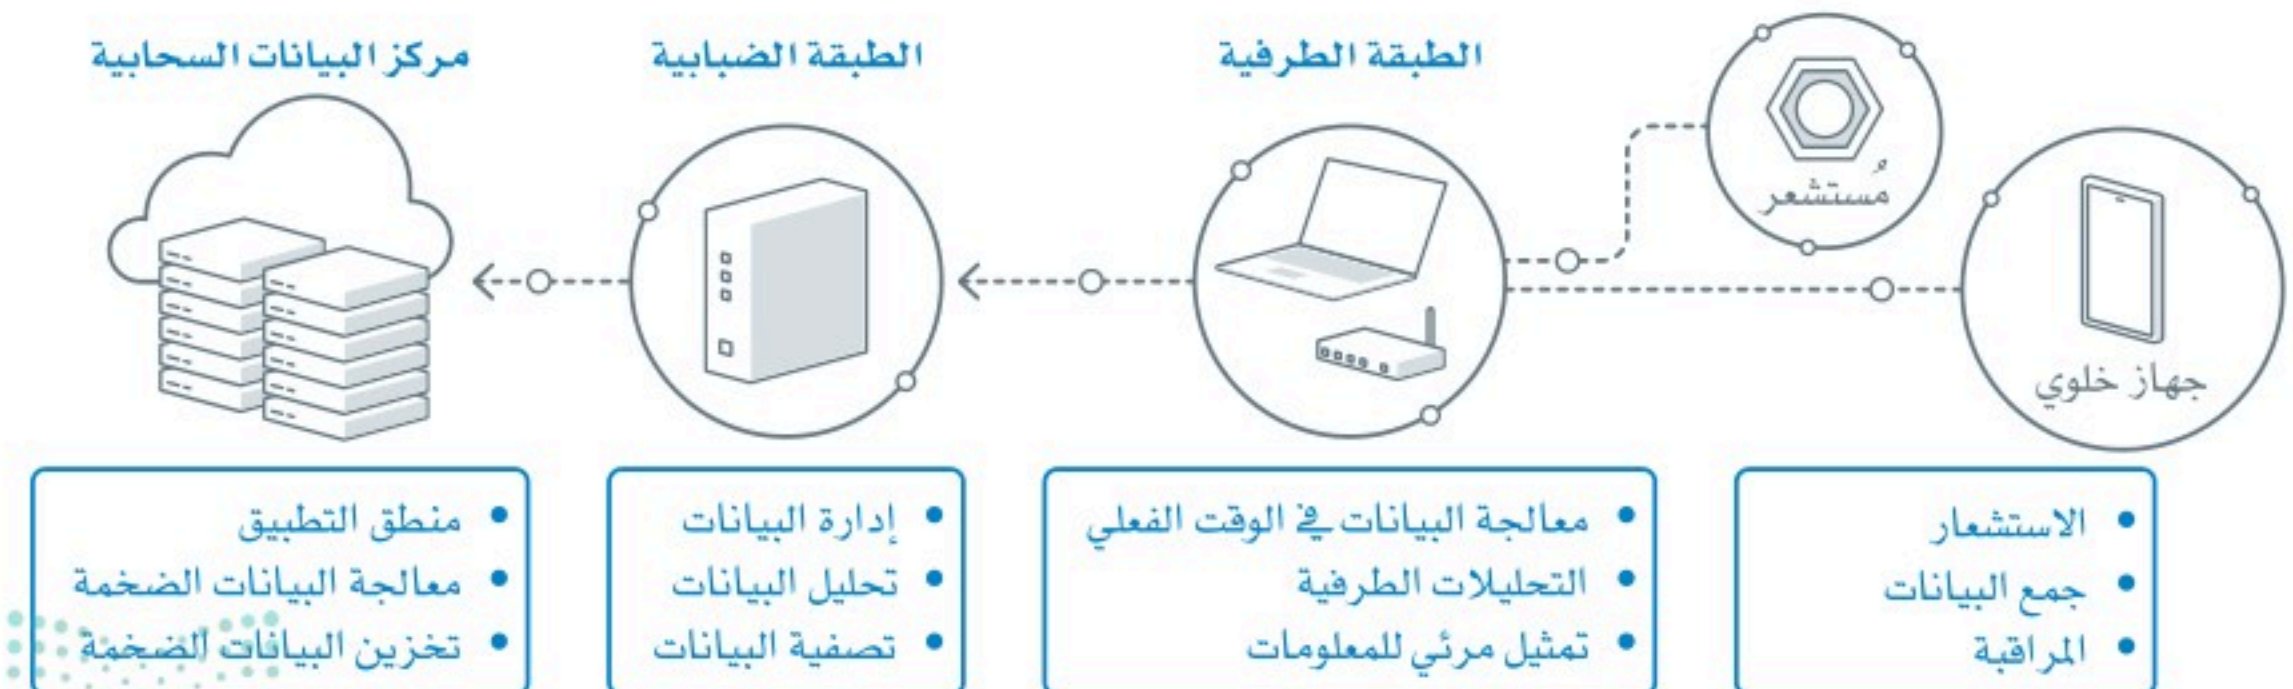 مركز البيانات السحابية
الطبقة الضبابية
الطبقة الطرفية
مُستشعر
جهاز خلوي
الاستشعار
جمع البيانات
المراقبة
معالجة البيانات في الوقت الفعلي
التحليلات الطرفية
تمثيل مرئي للمعلومات
إدارة البيانات
تحليل البيانات
تصفية البيانات
منطق التطبيق
معالجة البيانات الضخمة
تخزين البيانات الضخمة